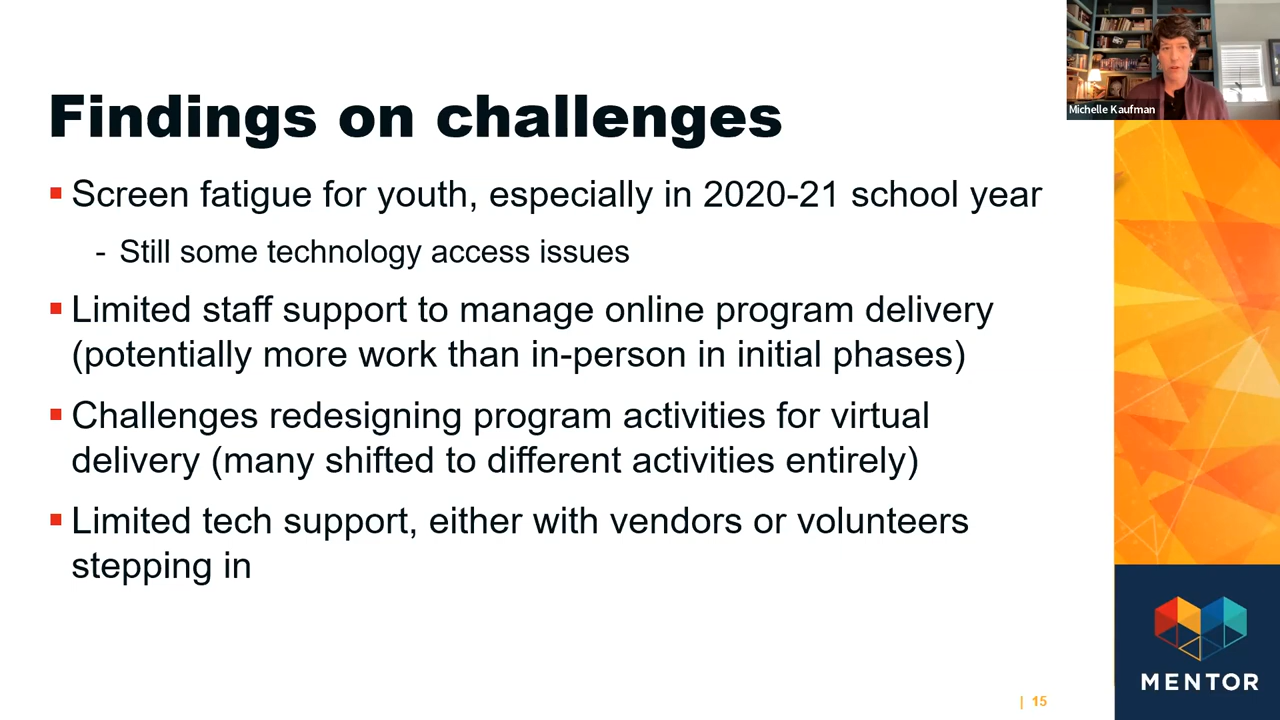 Michelle Kaufman
Findings on challenges
▪ Screen fatigue for youth, especially in 2020-21 school year
- Still some technology access issues
▪ Limited staff support to manage online program delivery
(potentially more work than in-person in initial phases)
▪ Challenges redesigning program activities for virtual
delivery (many shifted to different activities entirely)
▪ Limited tech support, either with vendors or volunteers
stepping in
| 15
MENTOR